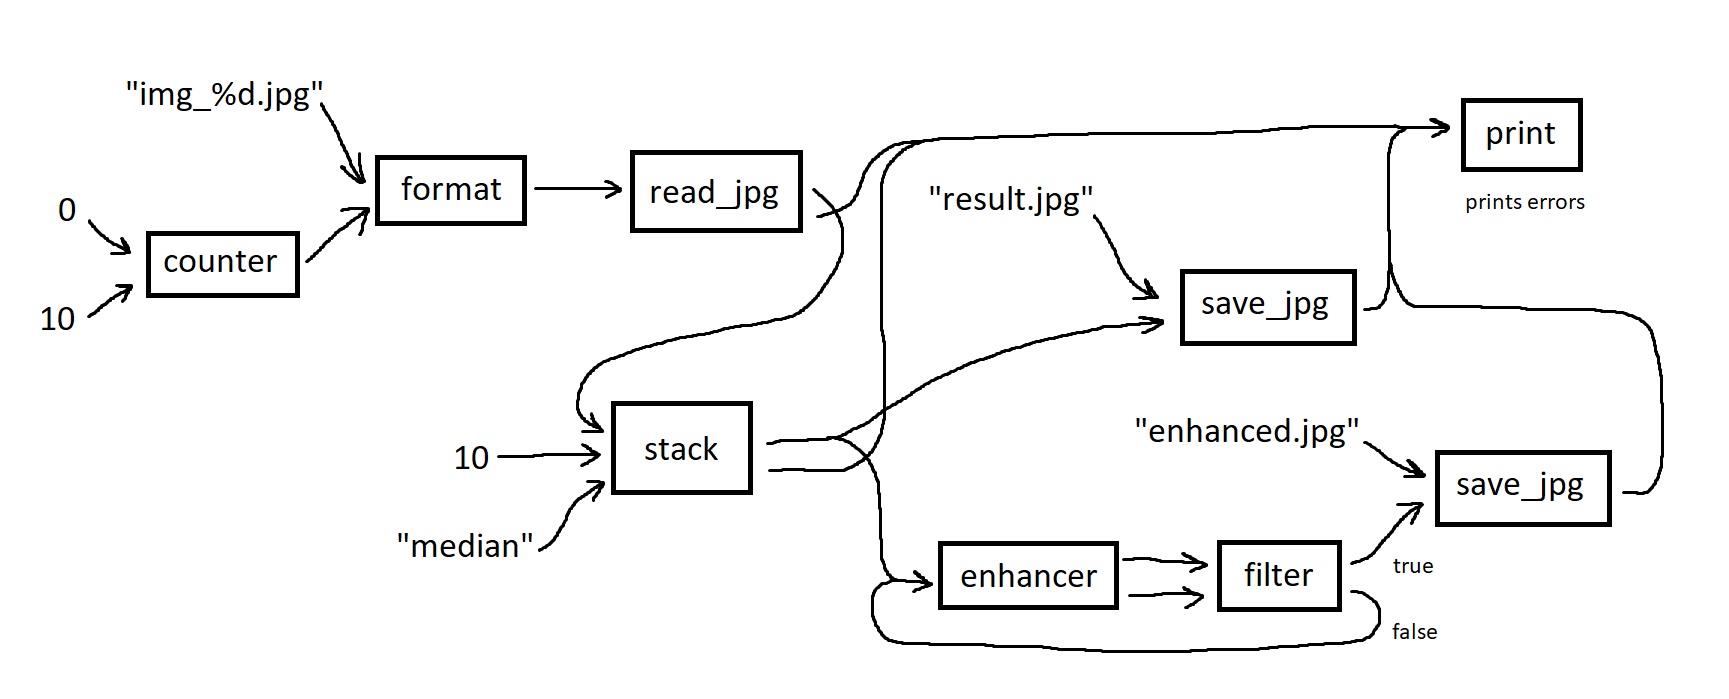 "img_%d.jpg"
print
format
read_jpg
"result.jpg"
prints errors
0
counter
10
save_jpg
stack
10
"enhanced.jpg"
save_jpg
"median"
enhancer
filter
true
false